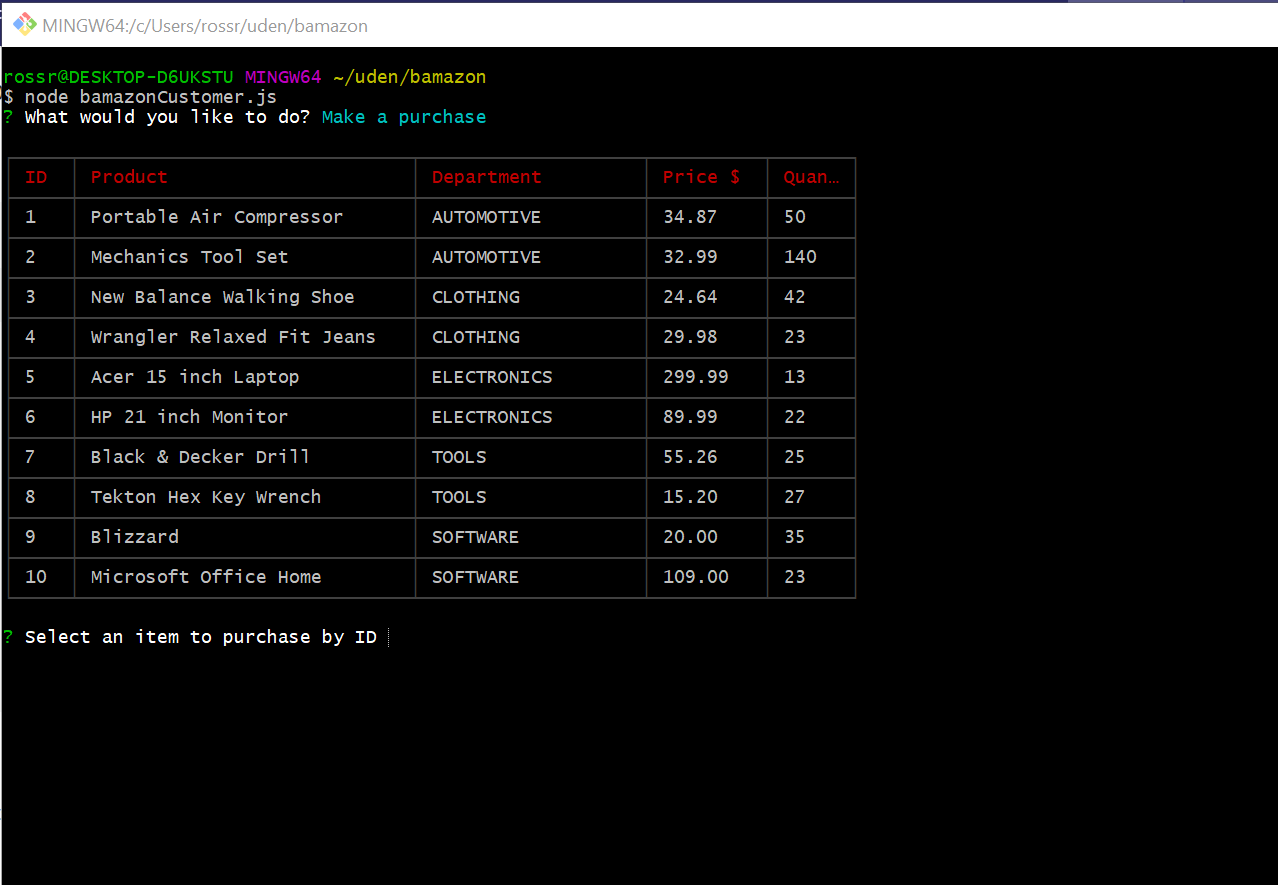 MINGW64:/c/Users/rossr/uden/bamazon
rossr@DESKTOP-D6UKSTU MINGW64 ~/uden/bamazon
$ node bamazonCustomer.js
? What would you like to do? Make a purchase
ID Product Department Price $ Quan…
1 Portable Air Compressor AUTOMOTIVE 34.87 50
2 Mechanics Tool Set AUTOMOTIVE 32.99 140
3 New Balance Walking Shoe CLOTHING 24.64 42
4 Wrangler Relaxed Fit Jeans CLOTHING 29.98 23
5 Acer 15 inch Laptop ELECTRONICS 299.99 13
6 HP 21 inch Monitor ELECTRONICS 89.99 22
7 Black & Decker Drill TOOLS 55.26 25
8 Tekton Hex Key Wrench TOOLS 15.20 27
9 Blizzard SOFTWARE 20.00 35
10 Microsoft Office Home SOFTWARE 109.00 23
? Select an item to purchase by ID